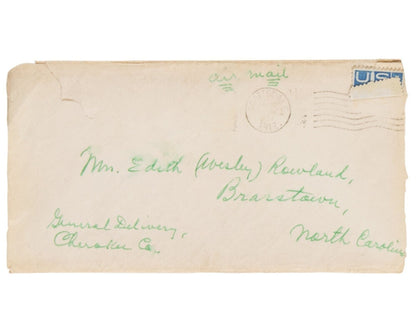 air mail
US
Mrs. Edith (Wesley) Rowland,
Brasstown,
General Delivery,
Cherokee Co.
North Carolina